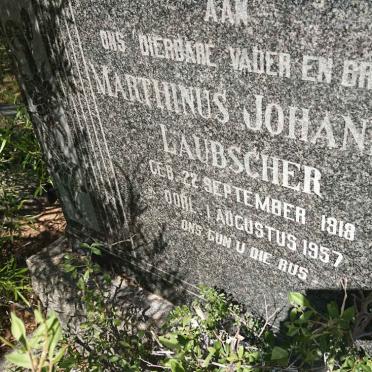 AAN
ONS DIERBARE VADER EN BR
MARTHINUS JOHAN
LAUBSCHER
GEB. 22 SEPTEMBER 1918
OORL. 1 AUGUSTUS 1957
ONS GUN U DIE RUS